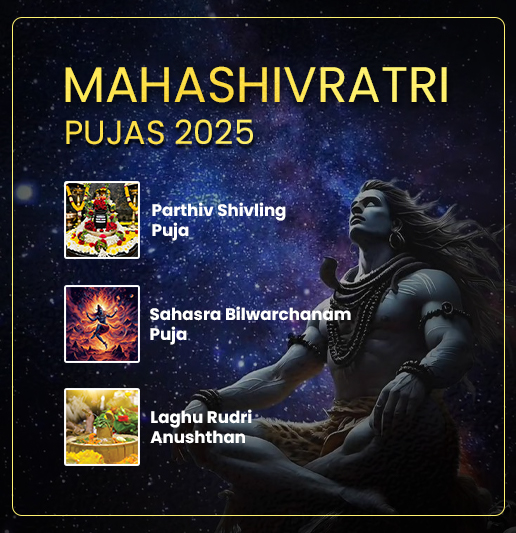 MAHASHIVRATRI
PUJAS 2025
Parthiv Shivling
Puja
Sahasra Bilwarchanam
Puja
Laghu Rudri
Anushthan